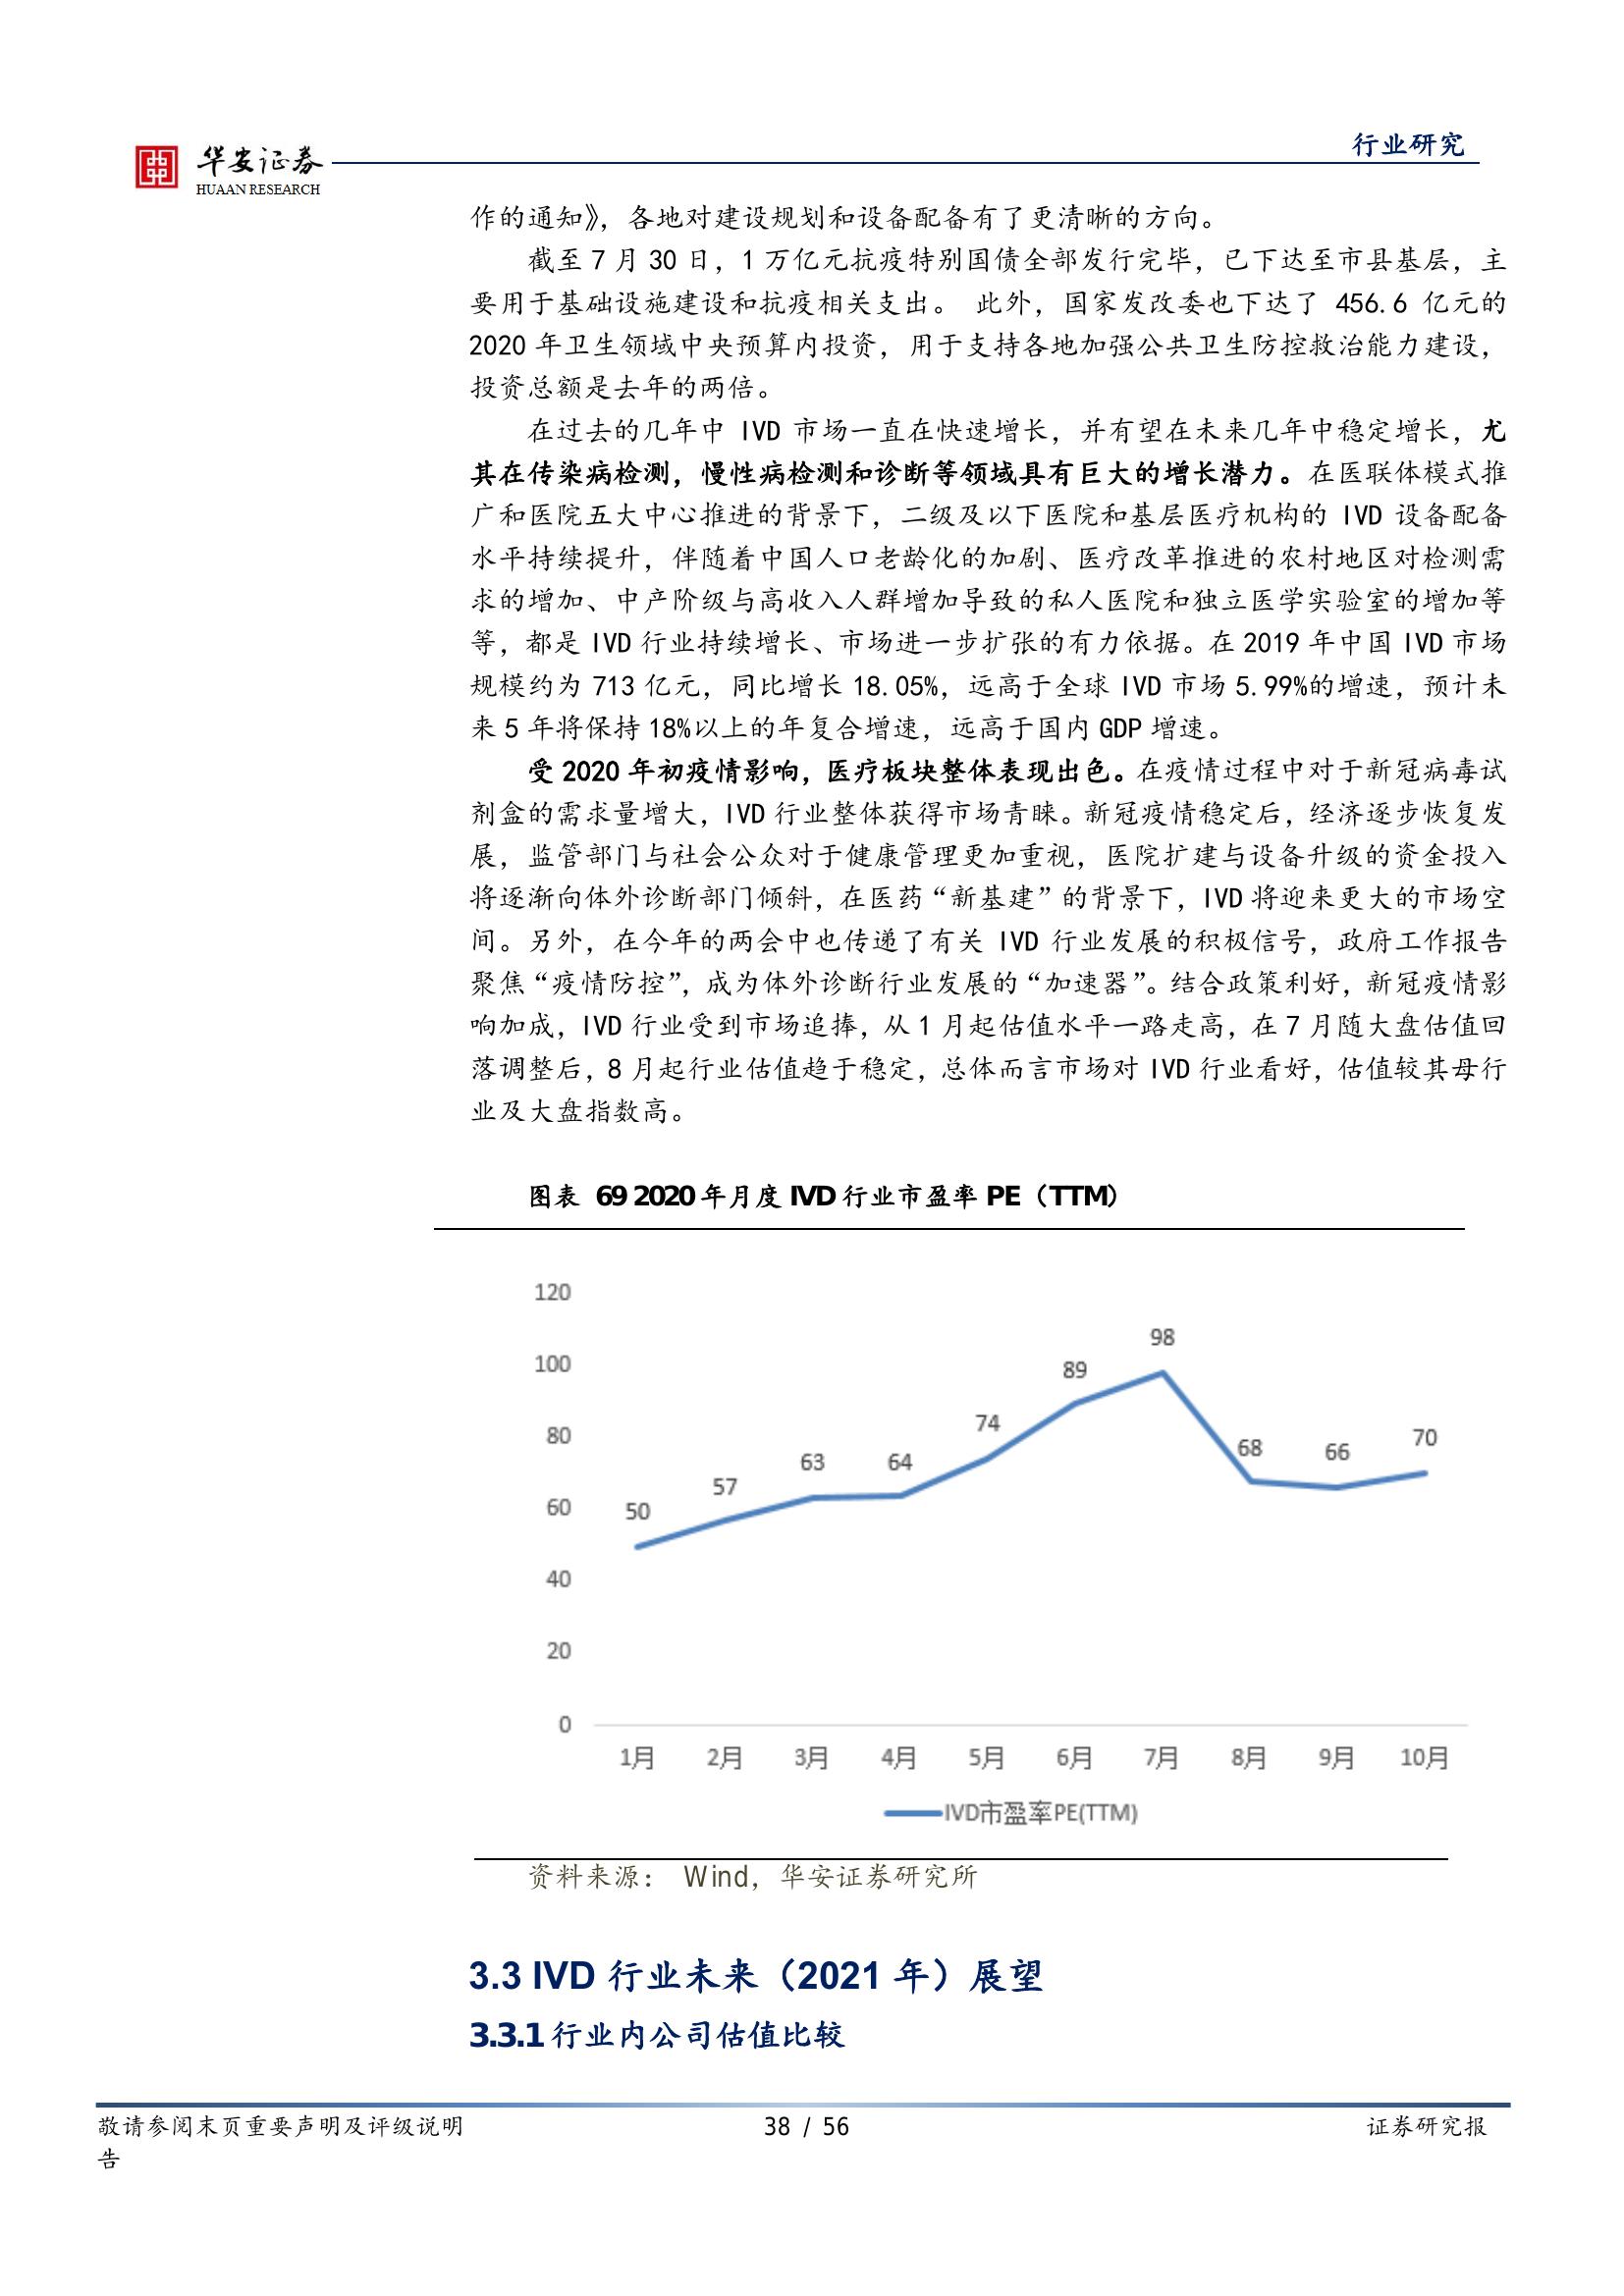 华安证券
HUAAN RESEARCH
行业研究
作的通知》，各地对建设规划和设备配备有了更清晰的方向。
截至 7 月 30 日，1 万亿元抗疫特别国债全部发行完毕，已下达至市县基层，主
要用于基础设施建设和抗疫相关支出。 此外，国家发改委也下达了 456.6 亿元的
2020 年卫生领域中央预算内投资，用于支持各地加强公共卫生防控救治能力建设，
投资总额是去年的两倍。
在过去的几年中 IVD 市场一直在快速增长，并有望在未来几年中稳定增长，尤
其在传染病检测，慢性病检测和诊断等领域具有巨大的增长潜力。在医联体模式推
广和医院五大中心推进的背景下，二级及以下医院和基层医疗机构的 IVD 设备配备
水平持续提升，伴随着中国人口老龄化的加剧、医疗改革推进的农村地区对检测需
求的增加、中产阶级与高收入人群增加导致的私人医院和独立医学实验室的增加等
等，都是 IVD 行业持续增长、市场进一步扩张的有力依据。在 2019 年中国 IVD 市场
规模约为 713 亿元，同比增长 18.05%，远高于全球 IVD 市场 5.99%的增速，预计未
来 5 年将保持 18%以上的年复合增速，远高于国内 GDP 增速。
受 2020 年初疫情影响，医疗板块整体表现出色。在疫情过程中对于新冠病毒试
剂盒的需求量增大，IVD 行业整体获得市场青睐。新冠疫情稳定后，经济逐步恢复发
展，监管部门与社会公众对于健康管理更加重视，医院扩建与设备升级的资金投入
将逐渐向体外诊断部门倾斜，在医药“新基建”的背景下，IVD 将迎来更大的市场空
间。另外，在今年的两会中也传递了有关 IVD 行业发展的积极信号，政府工作报告
聚焦“疫情防控”，成为体外诊断行业发展的“加速器”。结合政策利好，新冠疫情影
响加成，IVD 行业受到市场追捧，从 1 月起估值水平一路走高，在 7 月随大盘估值回
落调整后，8 月起行业估值趋于稳定，总体而言市场对 IVD 行业看好，估值较其母行
业及大盘指数高。
图表 69 2020 年月度 IVD 行业市盈率 PE（TTM）
120
100
80
60
40
20
0
50
57
63
64
74
89
98
68
66
70
1月 2月 3月 4月 5月 6月 7月 8月 9月 10月
IVD市盈率PE(TTM)
资料来源： Wind，华安证券研究所
3.3 IVD 行业未来（2021 年）展望
3.3.1 行业内公司估值比较
敬请参阅末页重要声明及评级说明 38 / 56 证券研究报
告